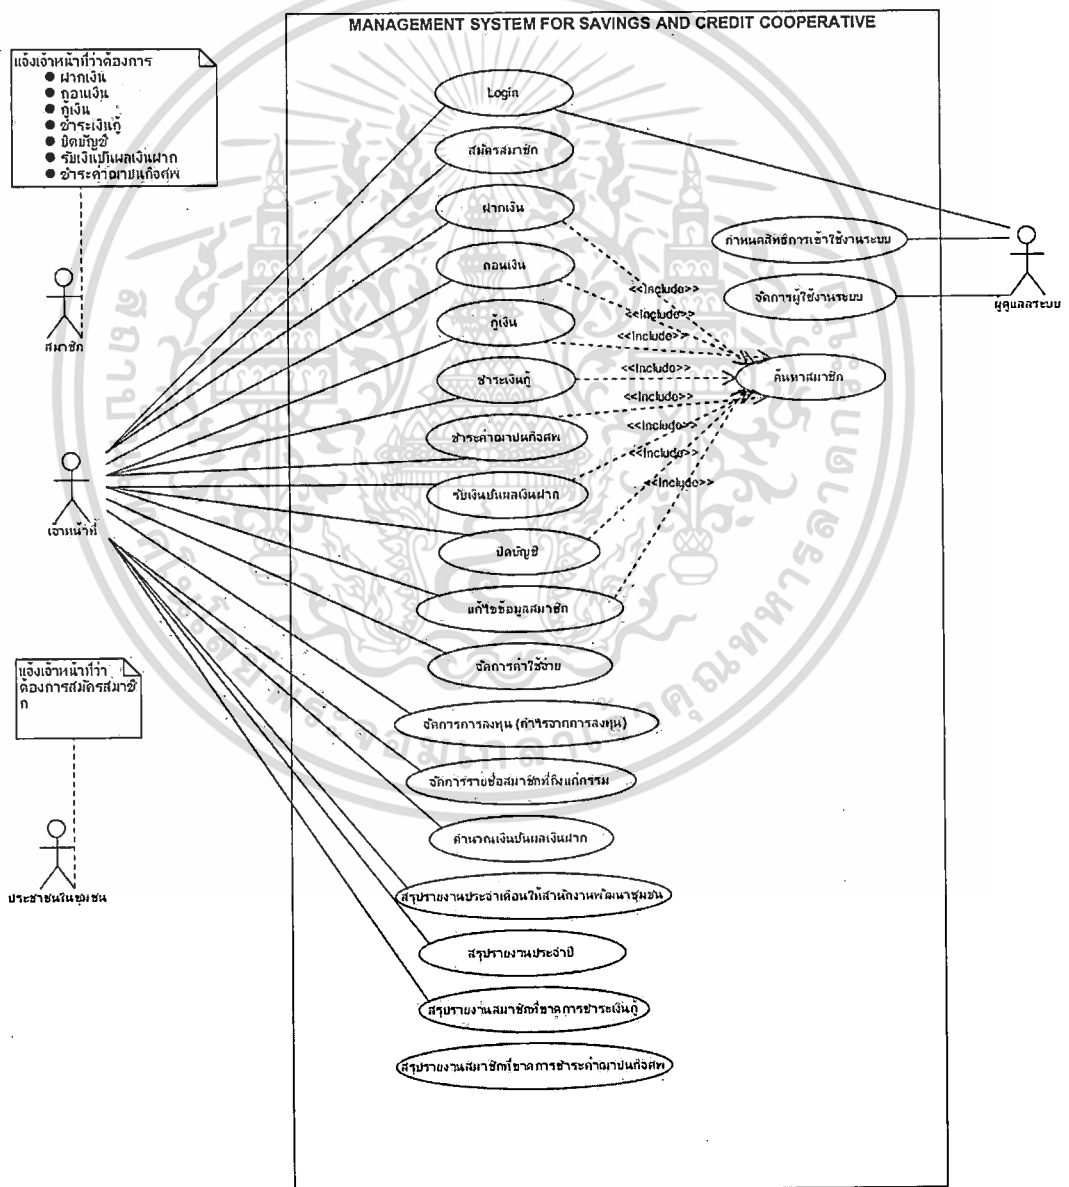 MANAGEMENT SYSTEM FOR SAVINGS AND CREDIT COOPERATIVE
แจ้งเจ้าหน้าที่ว่าต้องการ
● ฝากเงิน
● ถอนเงิน
● กู้เงิน
● ชำระเงินกู้
● ปิดบัญชี
● รับเงินปันผลเงินฝาก
● ชำระค่าฌาปนกิจศพ
สมาชิก
เจ้าหน้าที่
แจ้งเจ้าหน้าที่ว่า
ต้องการสมัครสมาชิ
ก
ประชาชนในชุมชน
Login
สมัครสมาชิก
ฝากเงิน
ถอนเงิน
กู้เงิน
ชำระเงินกู้
ชำระค่าฌาปนกิจศพ
รับเงินปันผลเงินฝาก
ปิดบัญชี
แก้ไขข้อมูลสมาชิก
จัดการค่าใช้จ่าย
จัดการการลงทุน (กำไรจากการลงทุน)
จัดการรายชื่อสมาชิกที่ถึงแก่กรรม
คำนวณเงินปันผลเงินฝาก
สรุปรายงานประจำเดือนให้สำนักงานพัฒนาชุมชน
สรุปรายงานประจำปี
สรุปรายงานสมาชิกที่ขาดการชำระเงินกู้
สรุปรายงานสมาชิกที่ขาดการชำระค่าฌาปนกิจศพ
<<Include>>
<<Include>>
<<Include>>
<<Include>>
<<Include>>
<<Include>>
<<Include>>
<<Include>>
กำหนดสิทธิการเข้าใช้งานระบบ
จัดการผู้ใช้งานระบบ
ค้นหาสมาชิก
ผู้ดูแลระบบ